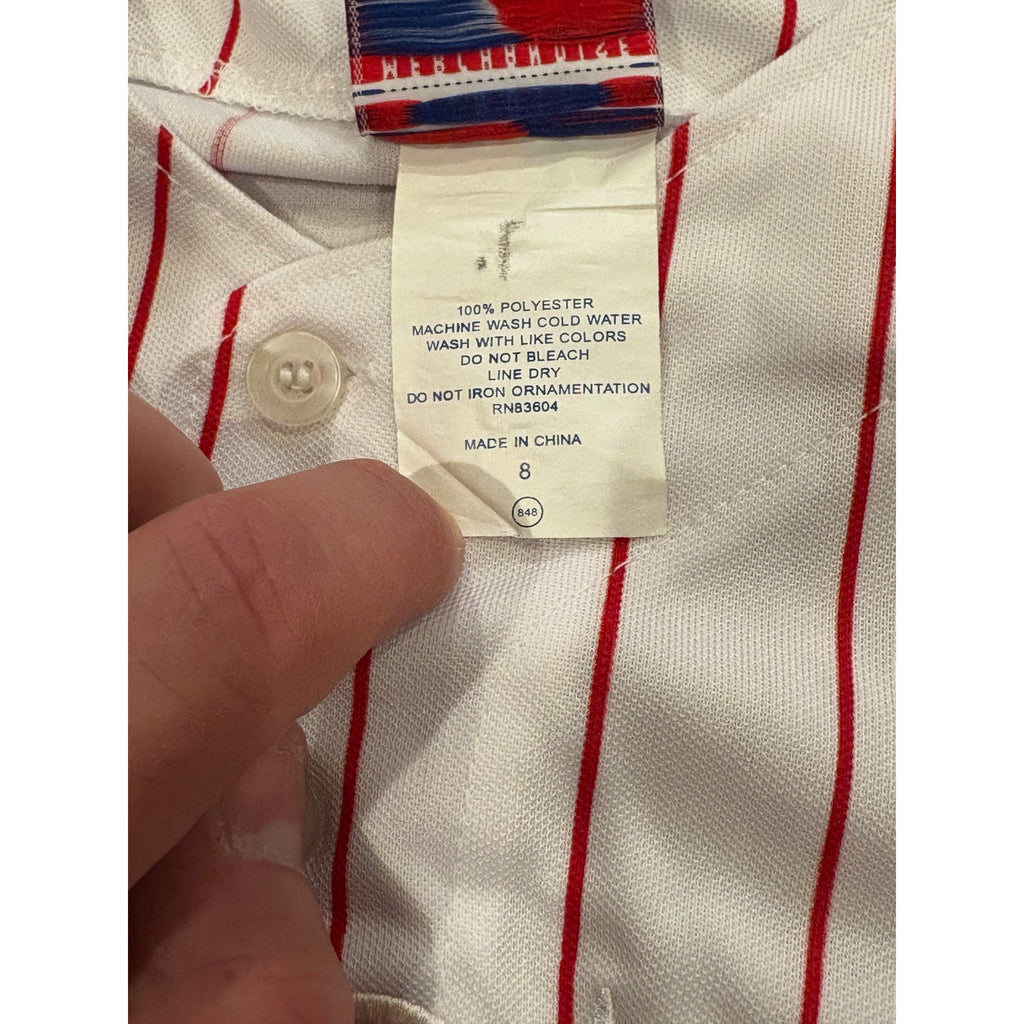 100% POLYESTER
MACHINE WASH COLD WATER
WASH WITH LIKE COLORS
DO NOT BLEACH
LINE DRY
DO NOT IRON ORNAMENTATION
RN83604
MADE IN CHINA
8
848